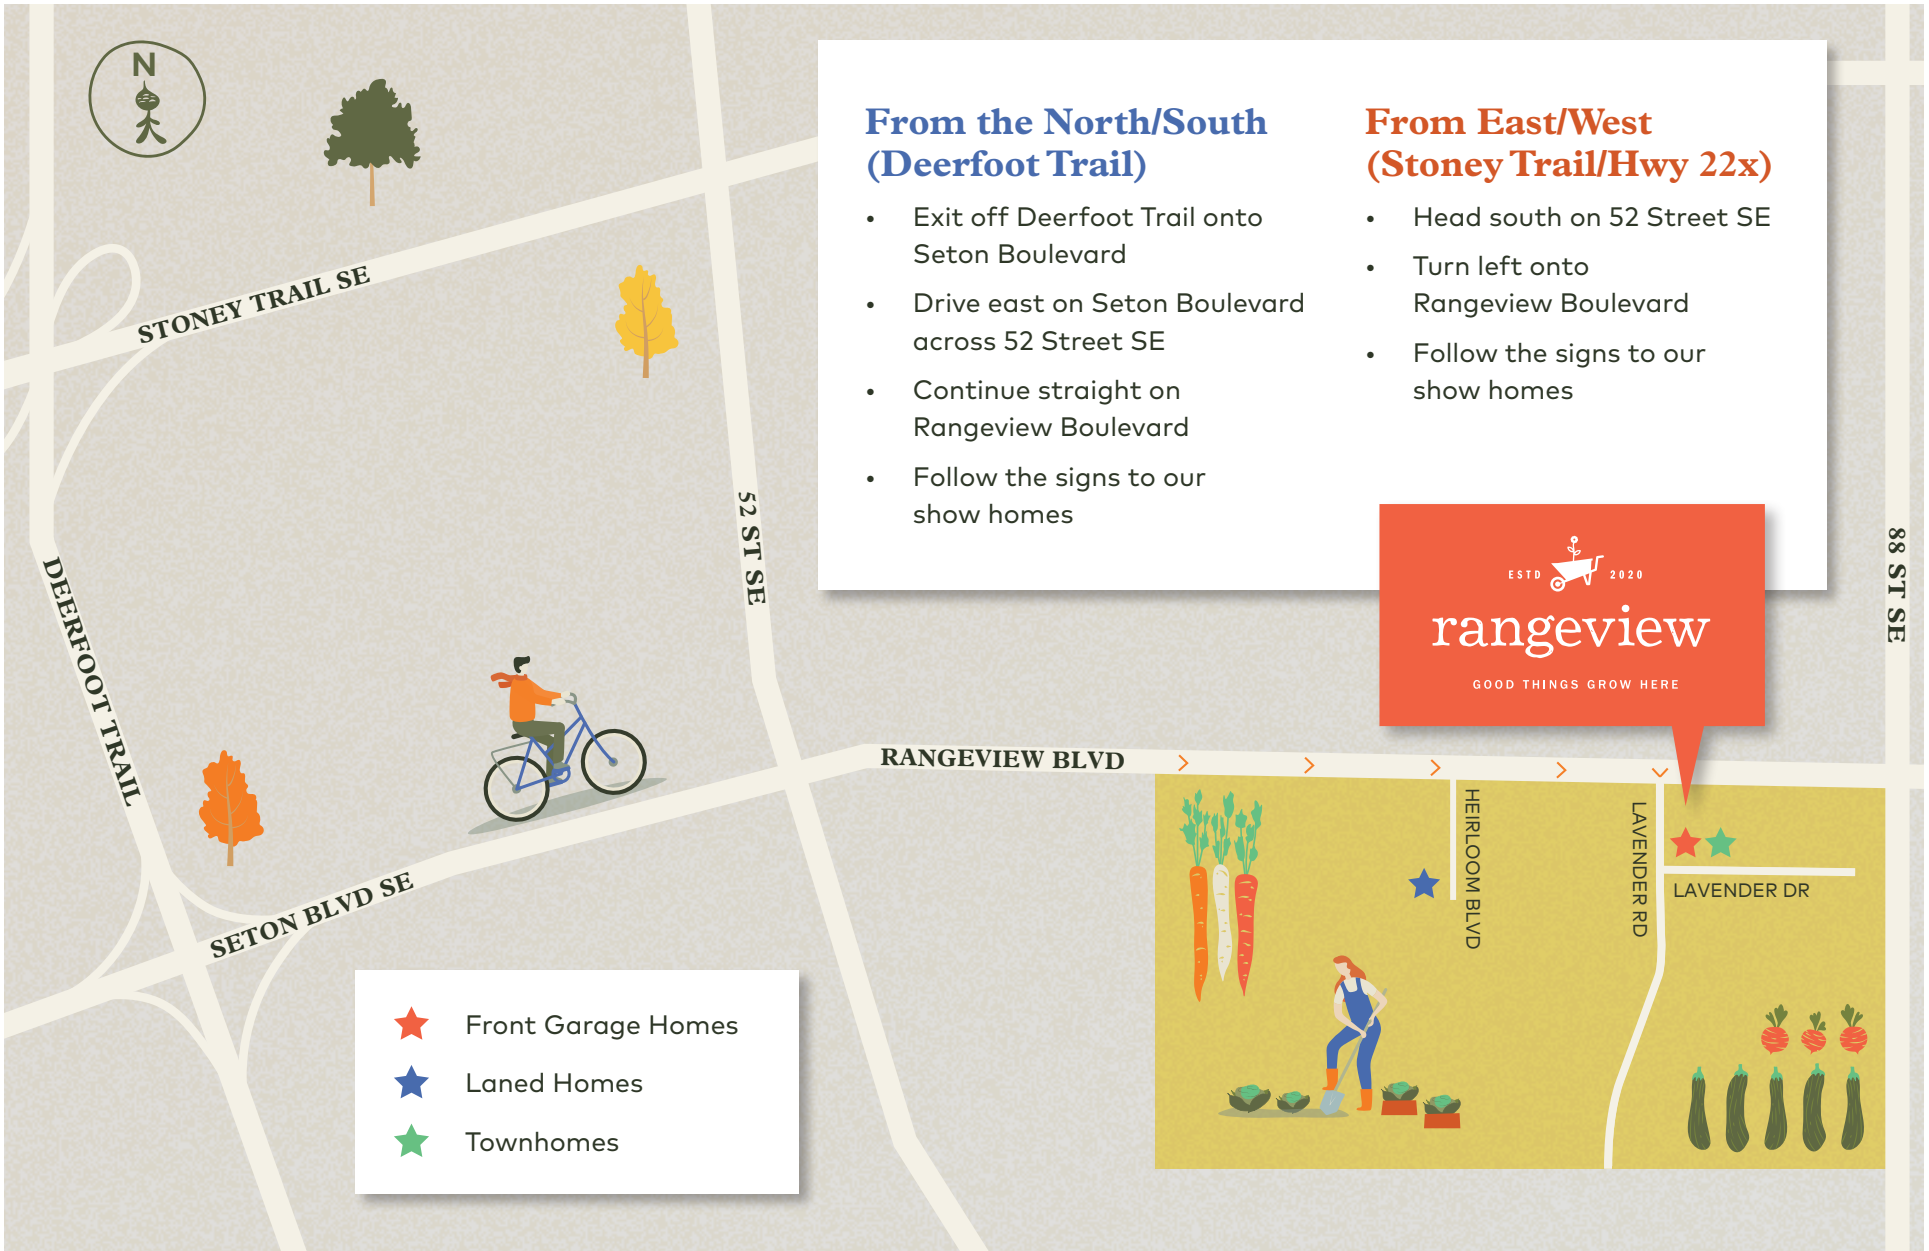 N
From the North/South
(Deerfoot Trail)
• Exit off Deerfoot Trail onto
Seton Boulevard
• Drive east on Seton Boulevard
across 52 Street SE
• Continue straight on
Rangeview Boulevard
• Follow the signs to our
show homes
From East/West
(Stoney Trail/Hwy 22x)
• Head south on 52 Street SE
• Turn left onto
Rangeview Boulevard
• Follow the signs to our
show homes
STONEY TRAIL SE
52 ST SE
88 ST SE
DEERFOOT TRAIL
ESTD 2020
rangeview
GOOD THINGS GROW HERE
RANGEVIEW BLVD
HEIRLOOM BLVD
LAVENDER RD
LAVENDER DR
SETON BLVD SE
Front Garage Homes
Laned Homes
Townhomes